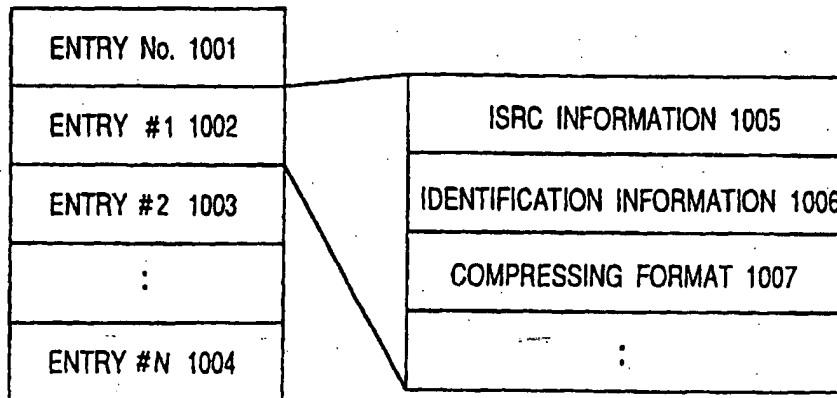 ENTRY No. 1001
ENTRY #1 1002
ENTRY #2 1003
:
ENTRY #N 1004
ISRC INFORMATION 1005
IDENTIFICATION INFORMATION 1006
COMPRESSING FORMAT 1007
: